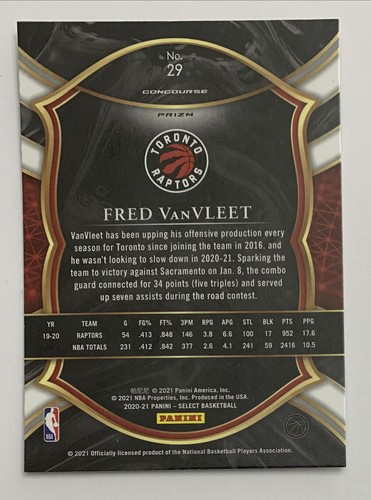 No.
29
CONCOURSE
PRIZM
TORONTO
RAPTORS
FRED VANVLEET
VanVleet has been upping his offensive production every
season for Toronto since joining the team in 2016, and
he wasn't looking to slow down in 2020-21. Sparking the
team to victory against Sacramento on Jan. 8, the combo
guard connected for 34 points (five triples) and served
up seven assists during the road contest.
YR TEAM G FG% FT% 3PM RPG APG STL BLK PTS PPG
19-20 RAPTORS 54 .413 .848 146 3.8 6.6 100 17 952 17.6
NBA TOTALS 231 .412 .842 377 2.6 4.1 241 59 2416 10.5
帕尼尼 © 2021 Panini America, Inc.
© 2021 NBA Properties, Inc. Produced in the USA.
2020-21 PANINI – SELECT BASKETBALL
NBA
PANINI
© 2021 Officially licensed product of the National Basketball Players Association.